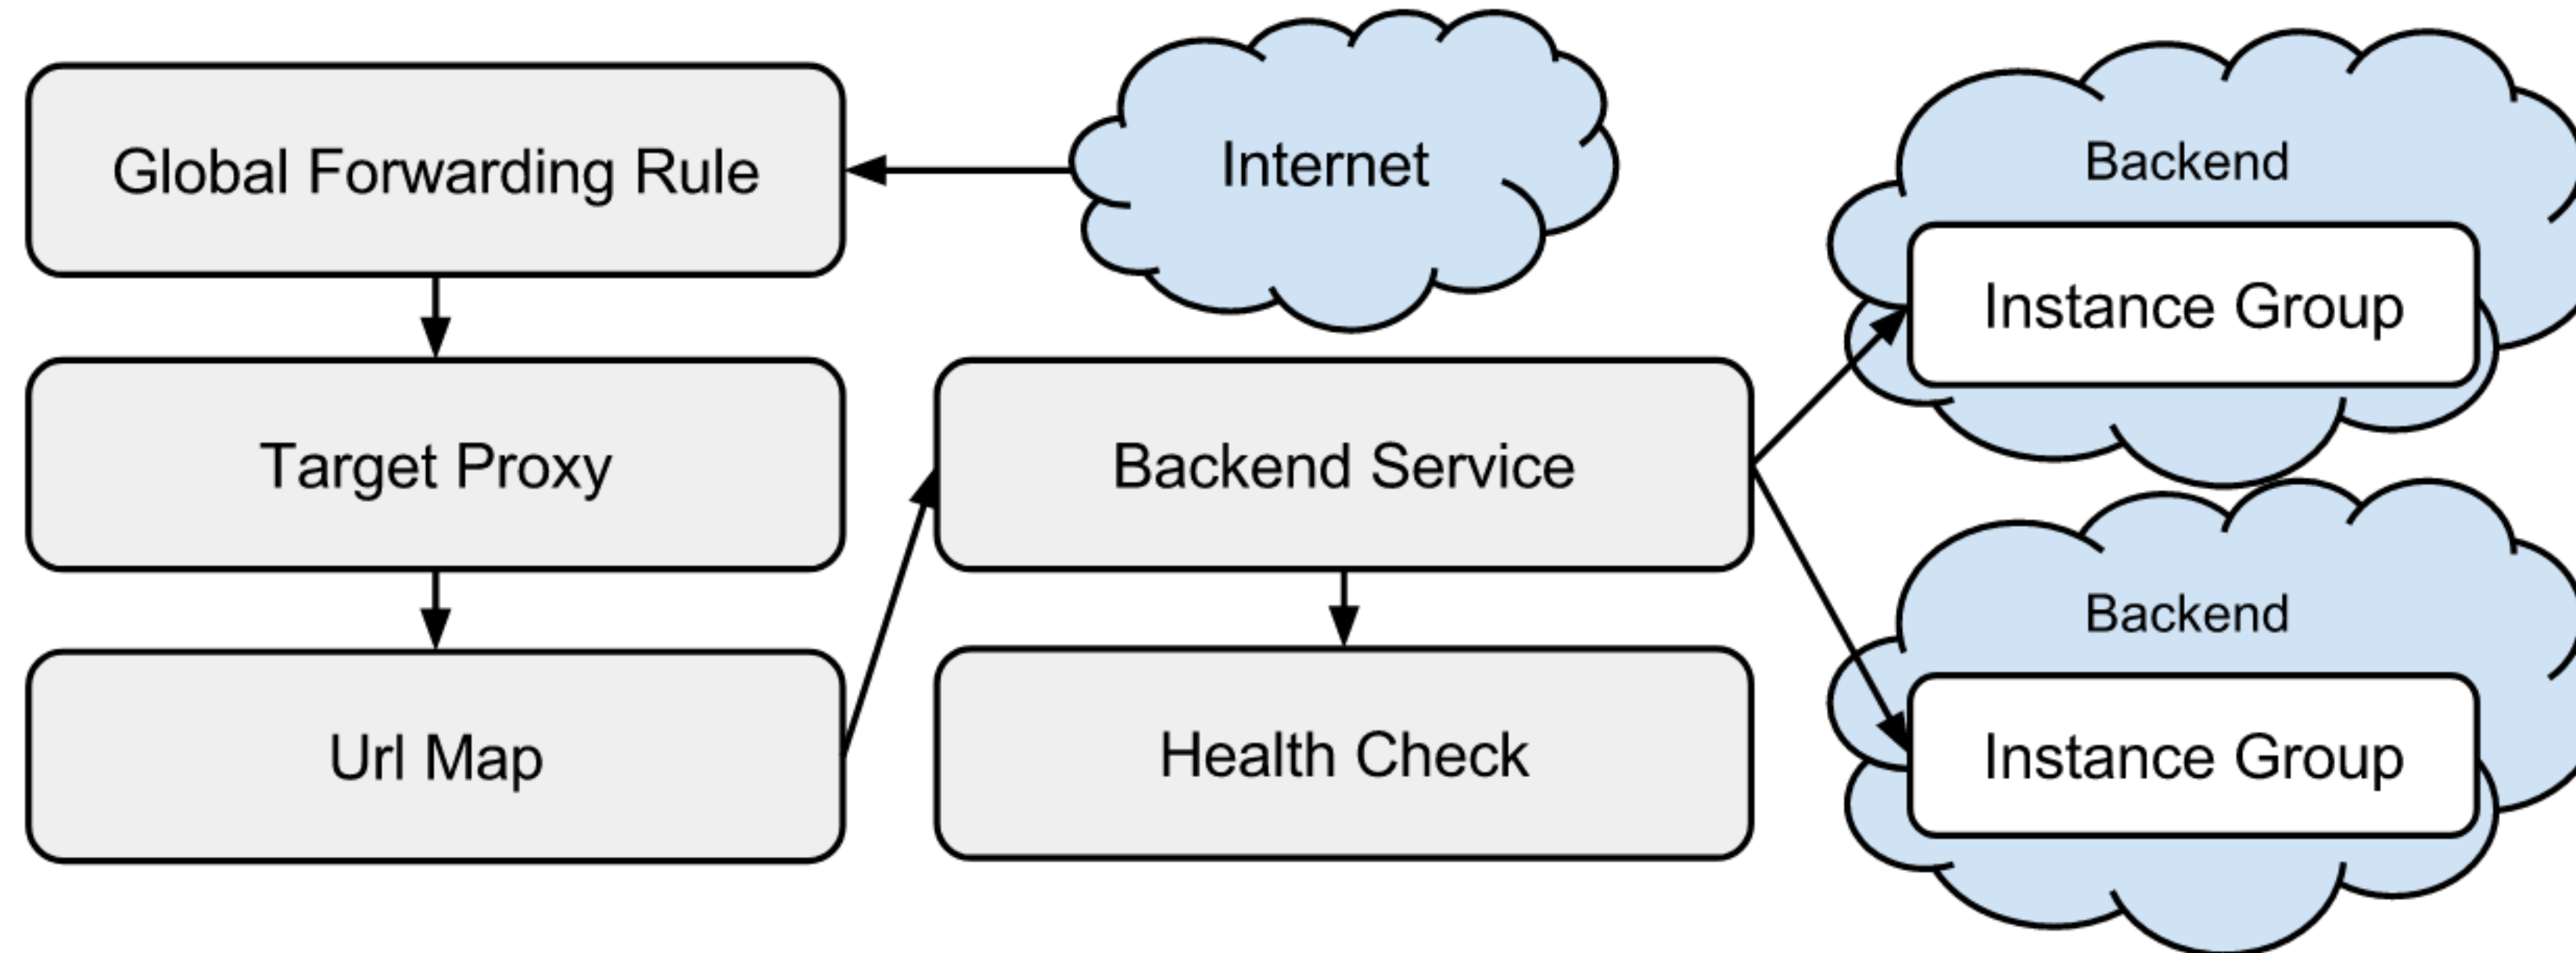 Global Forwarding Rule
Internet
Backend
Instance Group
Target Proxy
Backend Service
Backend
Instance Group
Url Map
Health Check